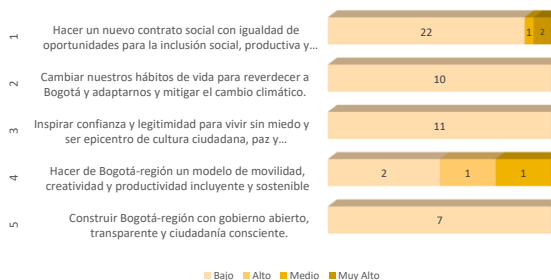 1
Hacer un nuevo contrato social con igualdad de
oportunidades para la inclusión social, productiva y...
22
1
2
2
Cambiar nuestros hábitos de vida para reverdecer a
Bogotá y adaptarnos y mitigar el cambio climático.
10
3
Inspirar confianza y legitimidad para vivir sin miedo y
ser epicentro de cultura ciudadana, paz y...
11
4
Hacer de Bogotá-región un modelo de movilidad,
creatividad y productividad incluyente y sostenible
2
1
1
5
Construir Bogotá-región con gobierno abierto,
transparente y ciudadanía consciente.
7
Bajo Alto Medio Muy Alto